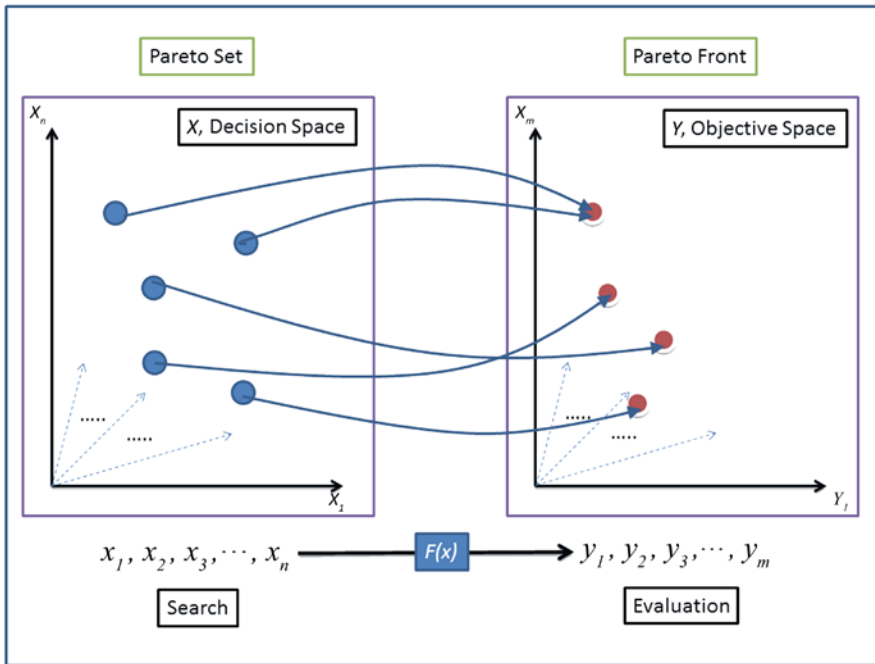 Pareto Set
Pareto Front
Xₙ
X, Decision Space
Xₘ
Y, Objective Space
.....
.....
.....
.....
X₁
Y₁
x₁, x₂, x₃, ···, xₙ
F(x)
y₁, y₂, y₃, ···, yₘ
Search
Evaluation